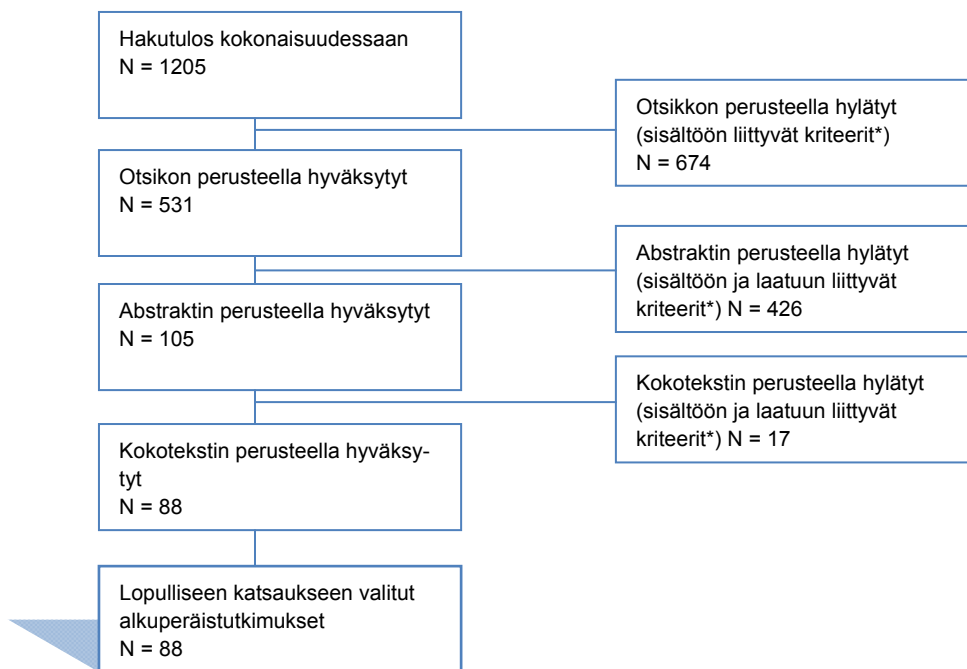 Hakutulos kokonaisuudessaan
N = 1205
Otsikkon perusteella hylätyt
(sisältöön liittyvät kriteerit*)
N = 674
Otsikon perusteella hyväksytyt
N = 531
Abstraktin perusteella hylätyt
(sisältöön ja laatuun liittyvät
kriteerit*) N = 426
Abstraktin perusteella hyväksytyt
N = 105
Kokotekstin perusteella hylätyt
(sisältöön ja laatuun liittyvät
kriteerit*) N = 17
Kokotekstin perusteella hyväksy-
tyt
N = 88
Lopulliseen katsaukseen valitut
alkuperäistutkimukset
N = 88